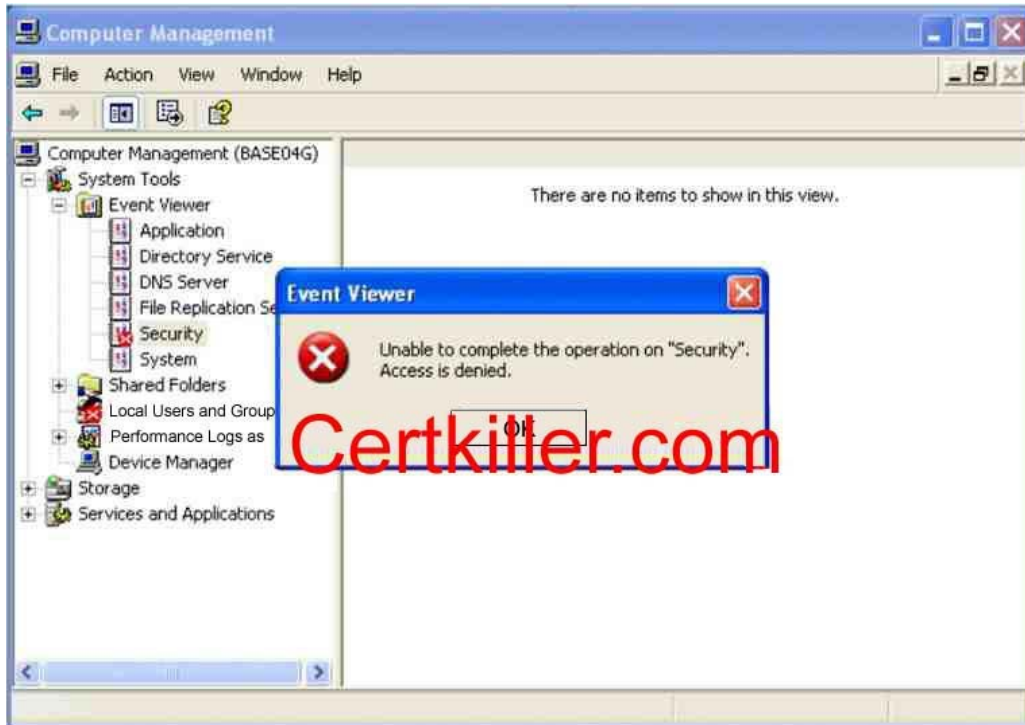 Computer Management
File Action View Window Help
Computer Management (BASE04G)
System Tools
Event Viewer
Application
Directory Service
DNS Server
File Replication Se
Security
System
Shared Folders
Local Users and Group
Performance Logs as
Device Manager
Storage
Services and Applications
There are no items to show in this view.
Event Viewer
Unable to complete the operation on "Security".
Access is denied.
OK
Certkiller.com